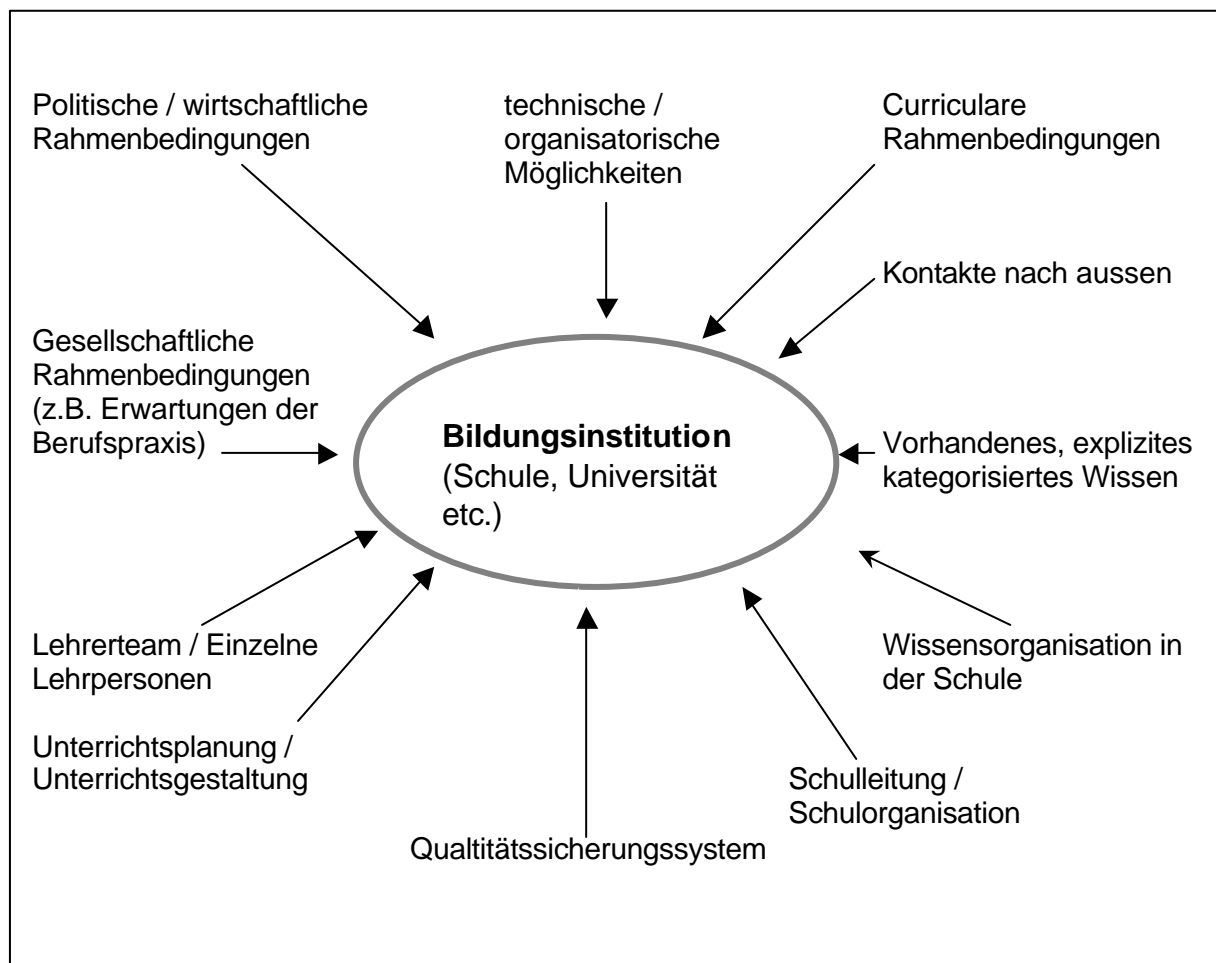 Politische / wirtschaftliche
Rahmenbedingungen
technische /
organisatorische
Möglichkeiten
Curriculare
Rahmenbedingungen
Kontakte nach aussen
Gesellschaftliche
Rahmenbedingungen
(z.B. Erwartungen der
Berufspraxis)
Bildungsinstitution
(Schule, Universität
etc.)
Vorhandenes, explizites
kategorisiertes Wissen
Lehrerteam / Einzelne
Lehrpersonen
Wissensorganisation in
der Schule
Unterrichtsplanung /
Unterrichtsgestaltung
Schulleitung /
Schulorganisation
Qualtitätssicherungssystem